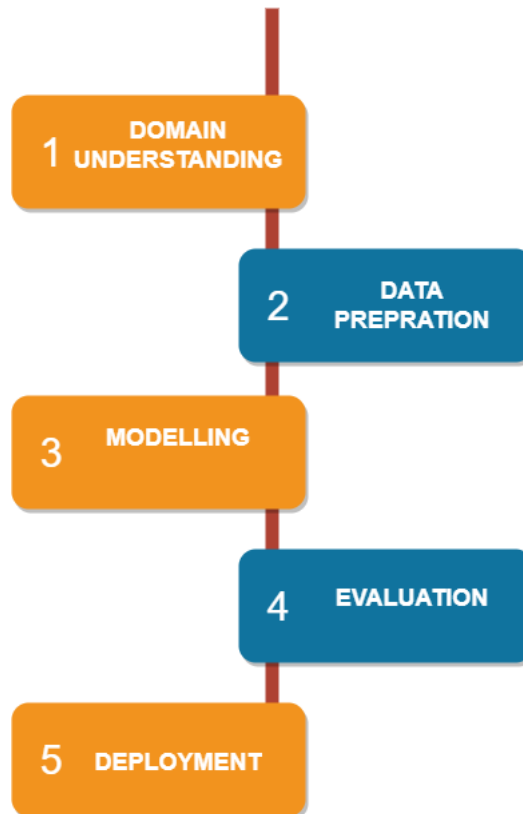 1 DOMAIN
UNDERSTANDING
2 DATA
PREPRATION
3 MODELLING
4 EVALUATION
5 DEPLOYMENT